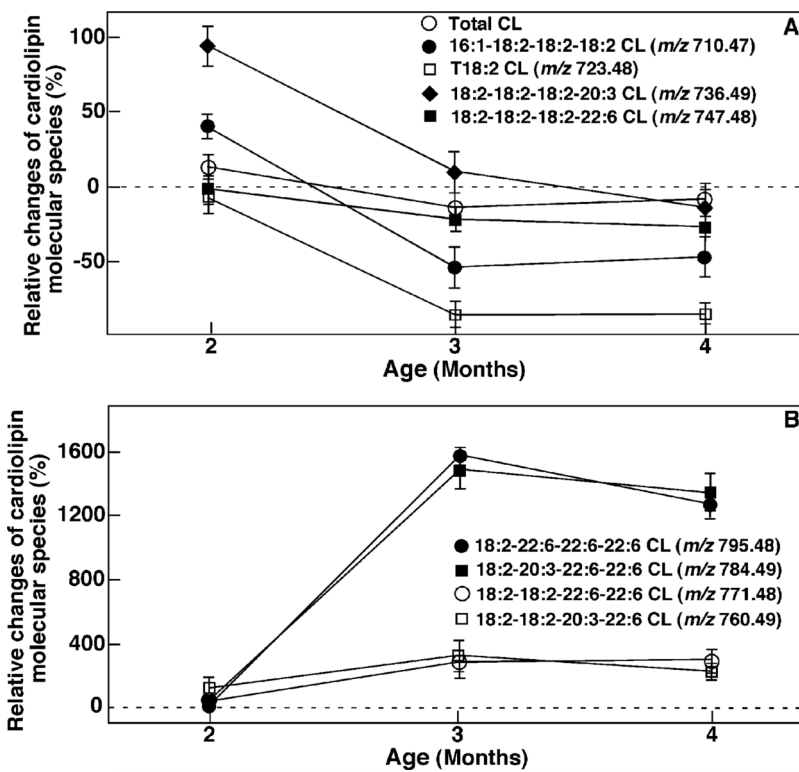 A
Total CL
16:1-18:2-18:2-18:2 CL (m/z 710.47)
T18:2 CL (m/z 723.48)
18:2-18:2-18:2-20:3 CL (m/z 736.49)
18:2-18:2-18:2-22:6 CL (m/z 747.48)
Relative changes of cardiolipin
molecular species (%)
100
50
0
-50
2 3 4
Age (Months)
B
Relative changes of cardiolipin
molecular species (%)
1600
1200
800
400
0
18:2-22:6-22:6-22:6 CL (m/z 795.48)
18:2-20:3-22:6-22:6 CL (m/z 784.49)
18:2-18:2-22:6-22:6 CL (m/z 771.48)
18:2-18:2-20:3-22:6 CL (m/z 760.49)
2 3 4
Age (Months)